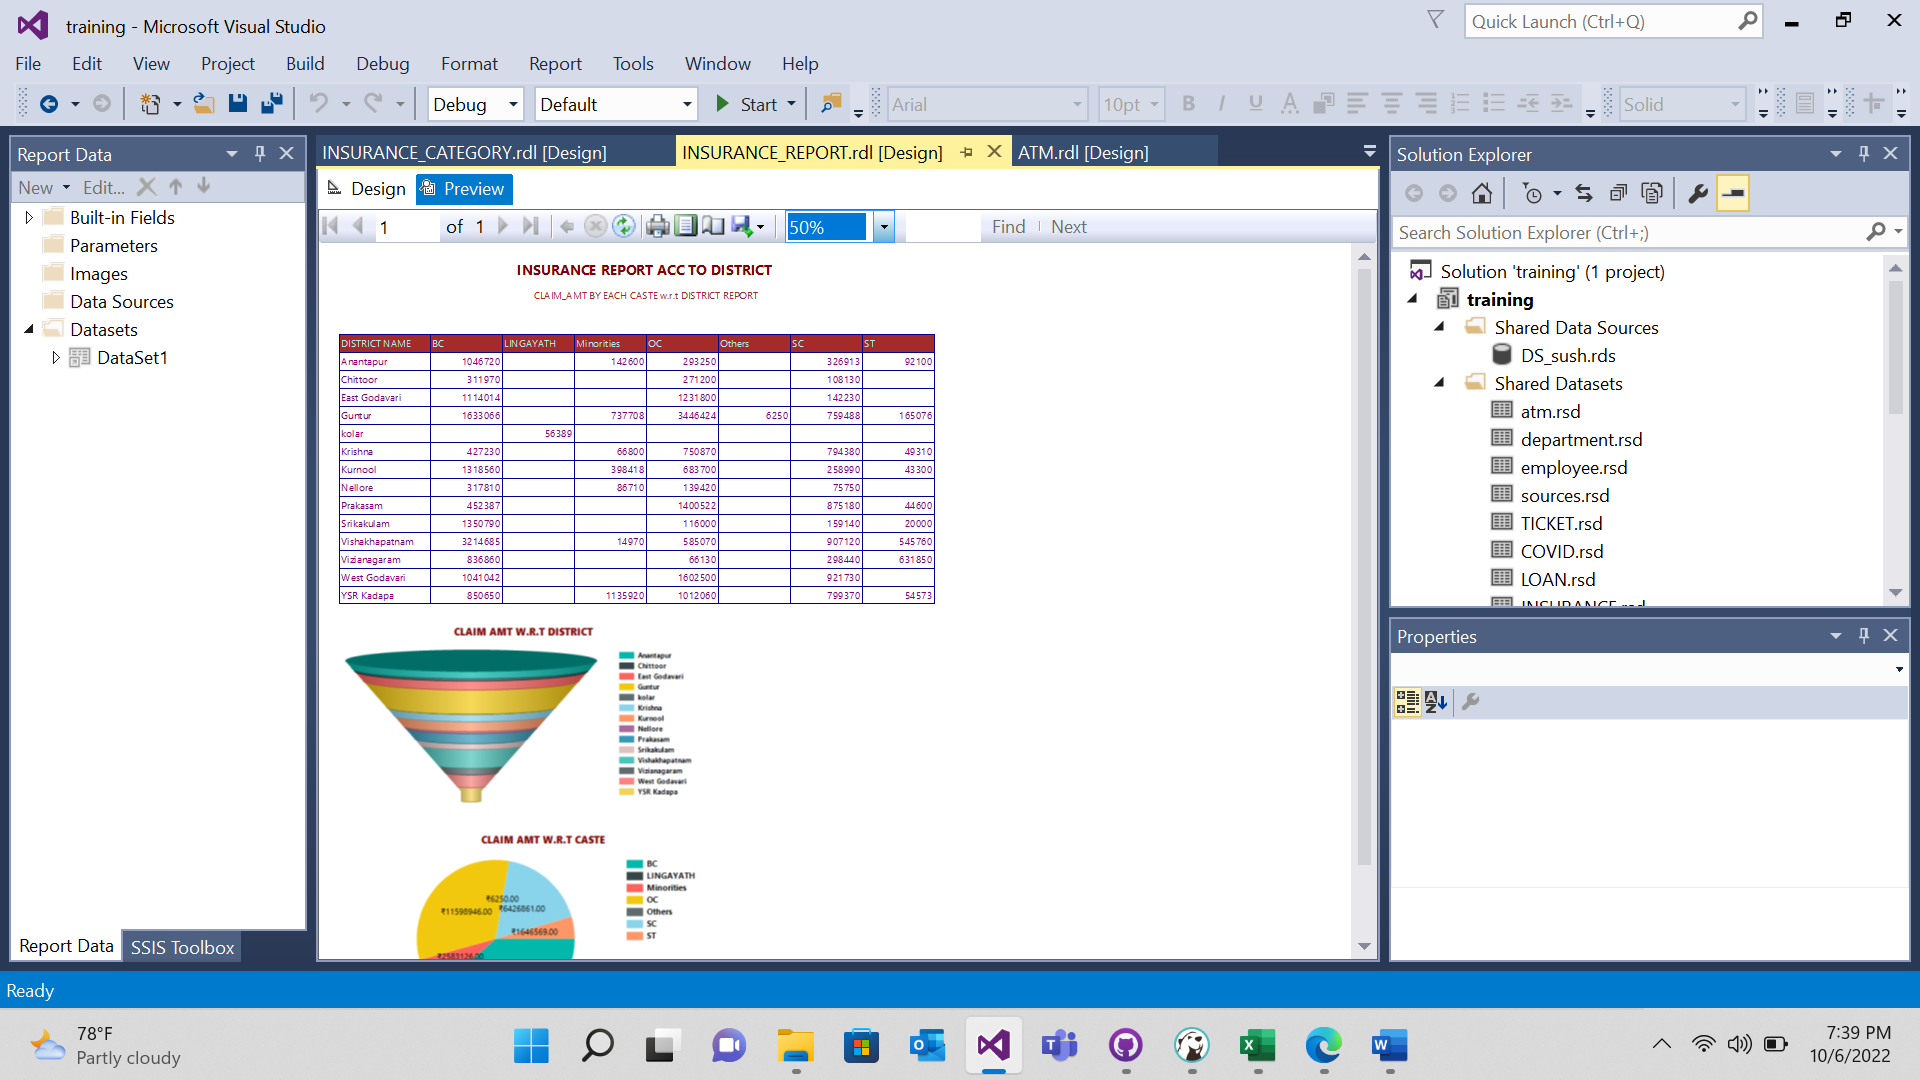 training - Microsoft Visual Studio
Quick Launch (Ctrl+Q)
File Edit View Project Build Debug Format Report Tools Window Help
Debug Default Start Arial 10pt B I U A Solid
Report Data
New Edit...
Built-in Fields
Parameters
Images
Data Sources
Datasets
DataSet1
Report Data SSIS Toolbox
INSURANCE_CATEGORY.rdl [Design] INSURANCE_REPORT.rdl [Design] ATM.rdl [Design]
Design Preview
1 of 1 50% Find Next
INSURANCE REPORT ACC TO DISTRICT
CLAIM_AMT BY EACH CASTE w.r.t DISTRICT REPORT
DISTRICT NAME BC LINGAYATH Minorities OC Others SC ST
Anantapur 1046720 142600 293250 326913 92100
Chittoor 311970 271200 108130
East Godavari 1114014 1231800 142230
Guntur 1633066 737708 3446424 6250 759488 165076
kolar 56389
Krishna 427230 66800 750870 794380 49310
Kurnool 1318560 398418 683700 258990 43300
Nellore 317810 86710 139420 75750
Prakasam 452387 1400522 875180 44600
Srikakulam 1350790 116000 159140 20000
Vishakhapatnam 3214685 14970 585070 907120 545760
Vizianagaram 836860 66130 298440 631850
West Godavari 1041042 1602500 921730
YSR Kadapa 850650 1135920 1012060 799370 54573
CLAIM AMT W.R.T DISTRICT
Anantapur
Chittoor
East Godavari
Guntur
kolar
Krishna
Kurnool
Nellore
Prakasam
Srikakulam
Vishakhapatnam
Vizianagaram
West Godavari
YSR Kadapa
CLAIM AMT W.R.T CASTE
₹6250.00
₹11598946.00 ₹6426861.00
₹1646569.00
₹2583126.00
BC
LINGAYATH
Minorities
OC
Others
SC
ST
Solution Explorer
Search Solution Explorer (Ctrl+;)
Solution 'training' (1 project)
training
Shared Data Sources
DS_sush.rds
Shared Datasets
atm.rsd
department.rsd
employee.rsd
sources.rsd
TICKET.rsd
COVID.rsd
LOAN.rsd
INSURANCE.rsd
Properties
Ready
78°F
Partly cloudy
7:39 PM
10/6/2022